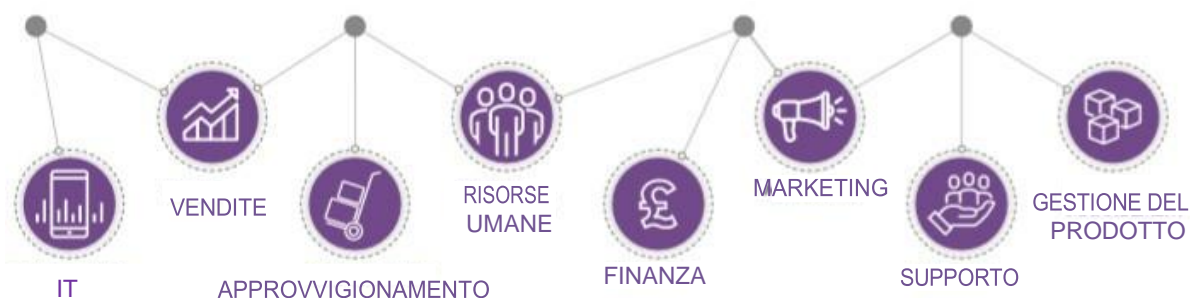 IT
VENDITE
APPROVVIGIONAMENTO
RISORSE
UMANE
FINANZA
MARKETING
SUPPORTO
GESTIONE DEL
PRODOTTO